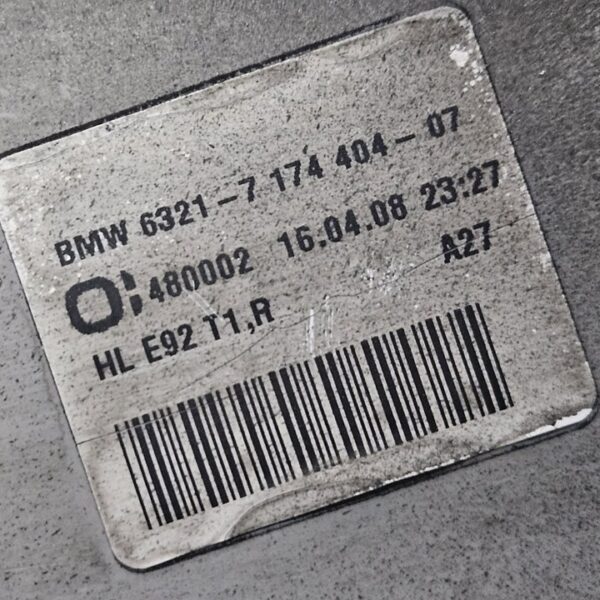 BMW 6321-7 174 404-07
480002 16.04.08 23:27
HL E92 T1,R A27